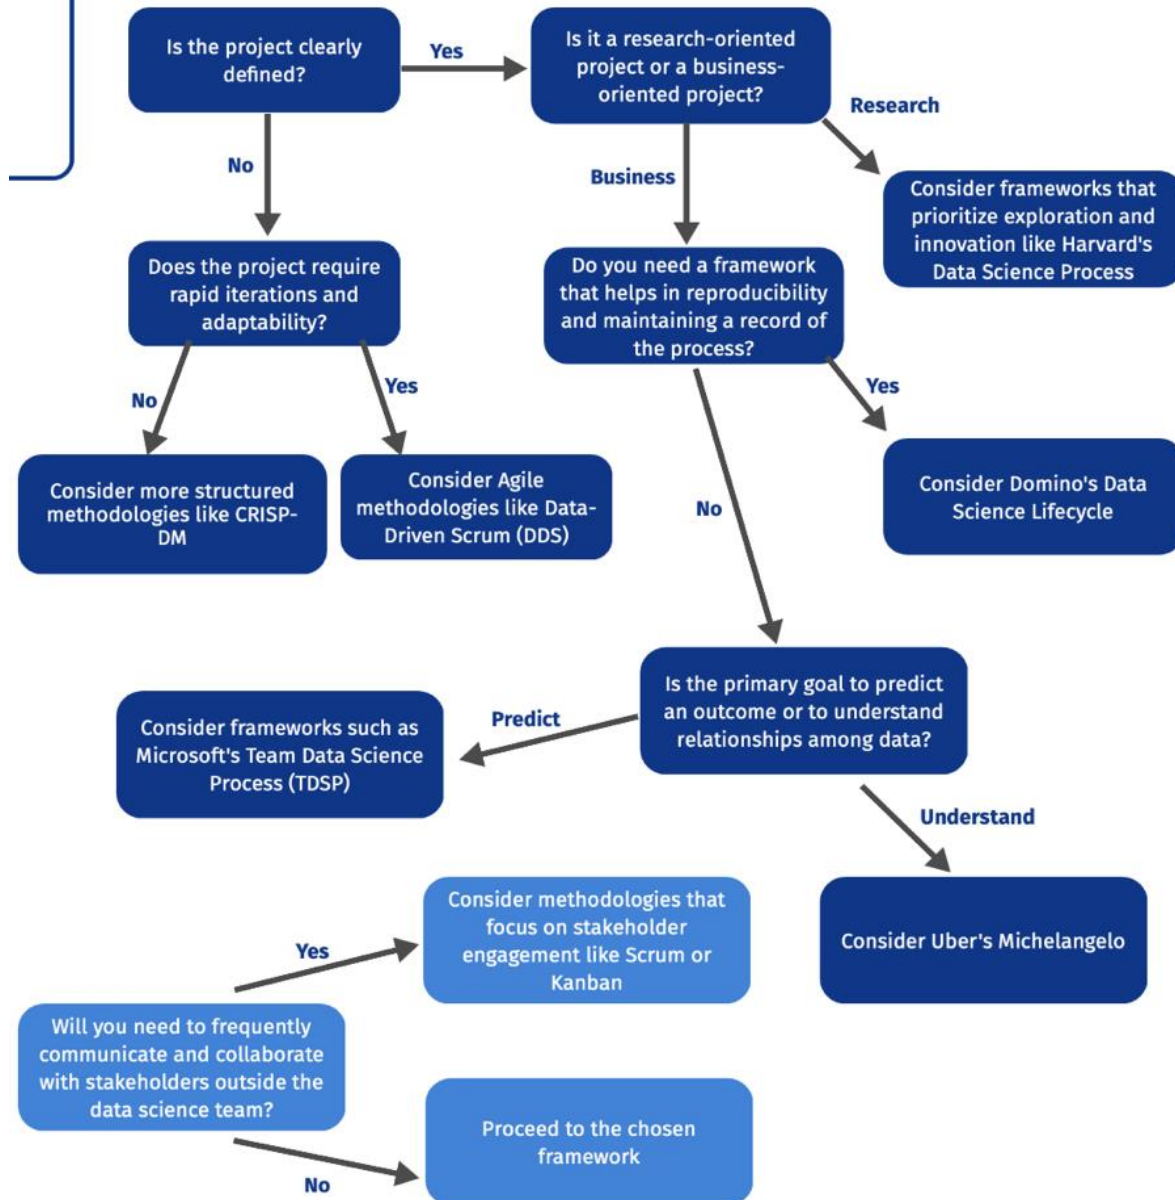 Is the project clearly
defined?
Yes
Is it a research-oriented
project or a business-
oriented project?
Research
No
Business
Consider frameworks that
prioritize exploration and
innovation like Harvard's
Data Science Process
Does the project require
rapid iterations and
adaptability?
Do you need a framework
that helps in reproducibility
and maintaining a record of
the process?
No
Yes
Yes
Consider more structured
methodologies like CRISP-
DM
Consider Agile
methodologies like Data-
Driven Scrum (DDS)
No
Consider Domino's Data
Science Lifecycle
Is the primary goal to predict
an outcome or to understand
relationships among data?
Predict
Consider frameworks such as
Microsoft's Team Data Science
Process (TDSP)
Understand
Consider Uber's Michelangelo
Consider methodologies that
focus on stakeholder
engagement like Scrum or
Kanban
Yes
Will you need to frequently
communicate and collaborate
with stakeholders outside the
data science team?
No
Proceed to the chosen
framework